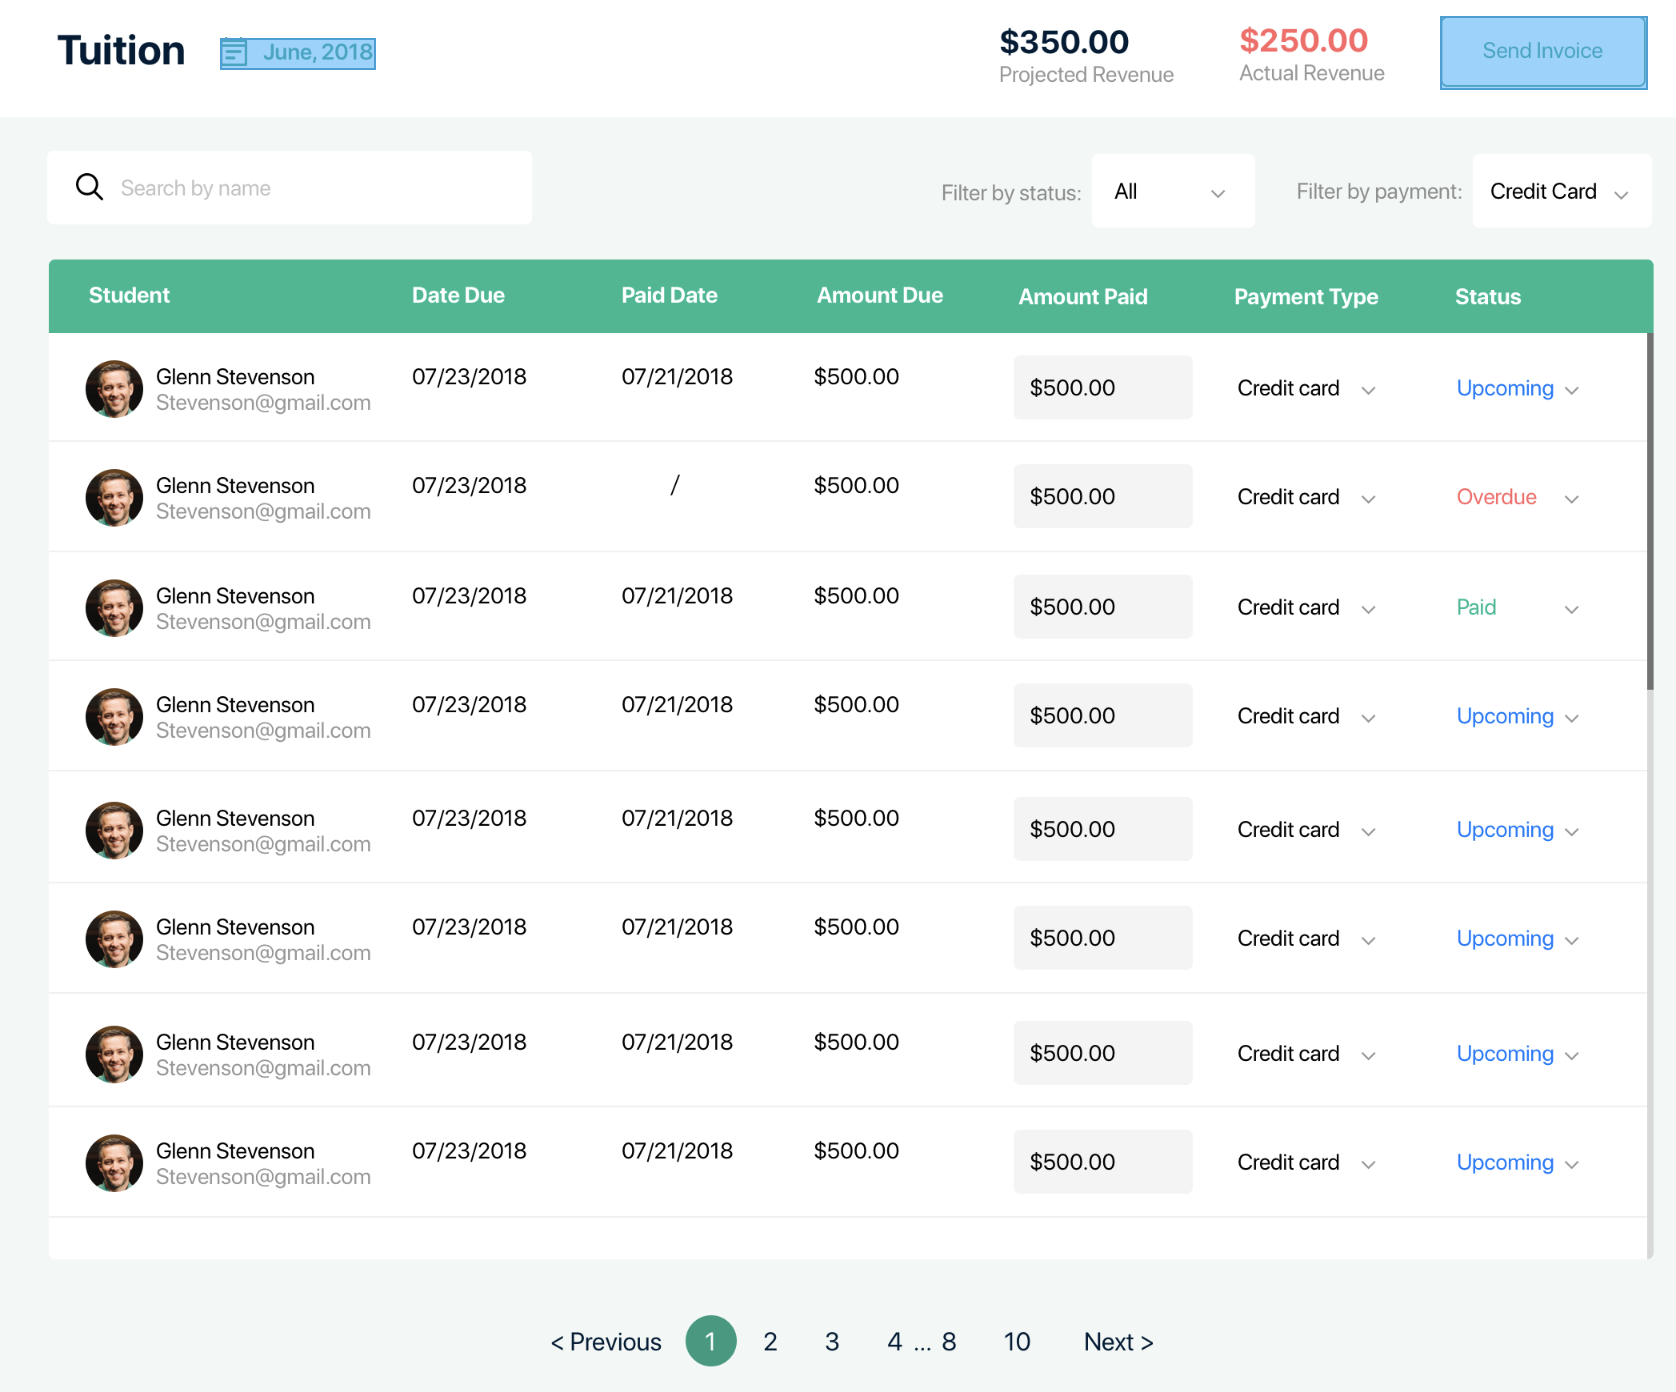 Tuition
June, 2018
$350.00
Projected Revenue
$250.00
Actual Revenue
Send Invoice
Search by name
Filter by status: All
Filter by payment: Credit Card
Student Date Due Paid Date Amount Due Amount Paid Payment Type Status
Glenn Stevenson 07/23/2018 07/21/2018 $500.00 $500.00 Credit card Upcoming
Stevenson@gmail.com
Glenn Stevenson 07/23/2018 / $500.00 $500.00 Credit card Overdue
Stevenson@gmail.com
Glenn Stevenson 07/23/2018 07/21/2018 $500.00 $500.00 Credit card Paid
Stevenson@gmail.com
Glenn Stevenson 07/23/2018 07/21/2018 $500.00 $500.00 Credit card Upcoming
Stevenson@gmail.com
Glenn Stevenson 07/23/2018 07/21/2018 $500.00 $500.00 Credit card Upcoming
Stevenson@gmail.com
Glenn Stevenson 07/23/2018 07/21/2018 $500.00 $500.00 Credit card Upcoming
Stevenson@gmail.com
Glenn Stevenson 07/23/2018 07/21/2018 $500.00 $500.00 Credit card Upcoming
Stevenson@gmail.com
Glenn Stevenson 07/23/2018 07/21/2018 $500.00 $500.00 Credit card Upcoming
Stevenson@gmail.com
< Previous 1 2 3 4 ... 8 10 Next >